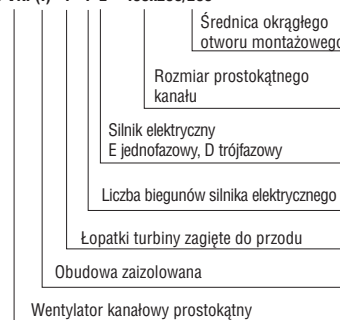 Średnica okrągłego
otworu montażowego
Rozmiar prostokątnego
kanału
Silnik elektryczny
E jednofazowy, D trójfazowy
Liczba biegunów silnika elektrycznego
Łopatki turbiny zagięte do przodu
Obudowa zaizolowana
Wentylator kanałowy prostokątny